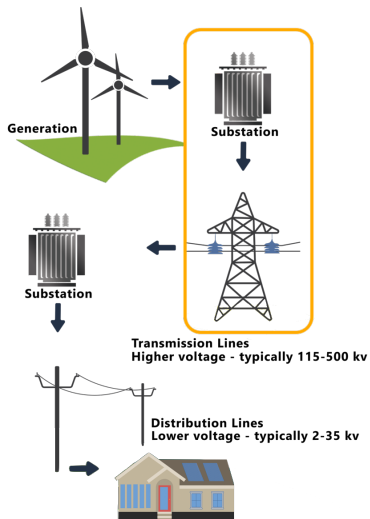 Generation
Substation
Substation
Transmission Lines
Higher voltage - typically 115-500 kv
Distribution Lines
Lower voltage - typically 2-35 kv